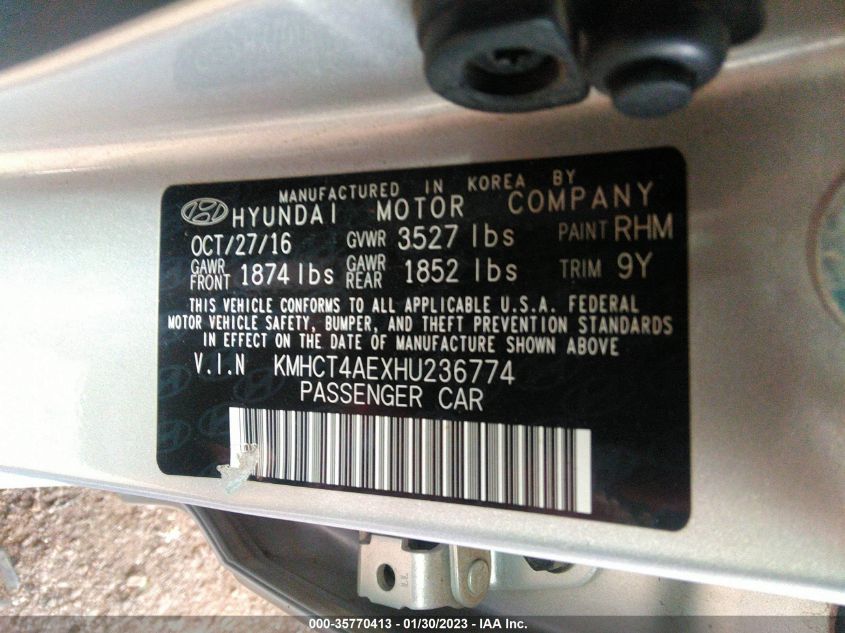 MANUFACTURED IN KOREA BY
HYUNDAI MOTOR COMPANY
OCT/27/16 GVWR 3527 lbs PAINT RHM
GAWR FRONT 1874 lbs GAWR REAR 1852 lbs TRIM 9Y
THIS VEHICLE CONFORMS TO ALL APPLICABLE U.S.A. FEDERAL
MOTOR VEHICLE SAFETY, BUMPER, AND THEFT PREVENTION STANDARDS
IN EFFECT ON THE DATE OF MANUFACTURE SHOWN ABOVE
V.I.N KMHCT4AEXHU236774
PASSENGER CAR
000-35770413 - 01/30/2023 - IAA Inc.